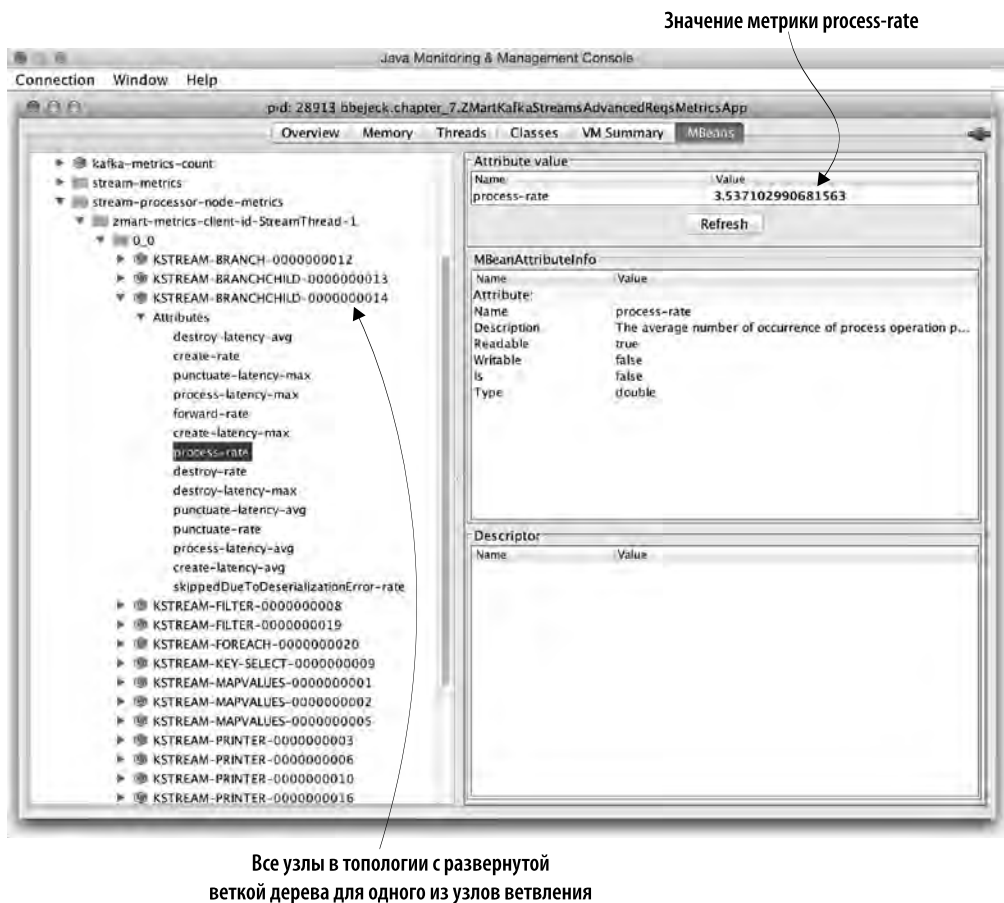 Значение метрики process-rate
Java Monitoring & Management Console
Connection Window Help
pid: 28913 bbejeck.chapter_7.ZMartKafkaStreamsAdvancedReqsMetricsApp
Overview Memory Threads Classes VM Summary MBeans
kafka-metrics-count
stream-metrics
stream-processor-node-metrics
zmart-metrics-client-id-StreamThread-1
0_0
KSTREAM-BRANCH-0000000012
KSTREAM-BRANCHCHILD-0000000013
KSTREAM-BRANCHCHILD-0000000014
Attributes
destroy-latency-avg
create-rate
punctuate-latency-max
process-latency-max
forward-rate
create-latency-max
process-rate
destroy-rate
destroy-latency-max
punctuate-latency-avg
punctuate-rate
process-latency-avg
create-latency-avg
skippedDueToDeserializationError-rate
KSTREAM-FILTER-0000000008
KSTREAM-FILTER-0000000019
KSTREAM-FOREACH-0000000020
KSTREAM-KEY-SELECT-0000000009
KSTREAM-MAPVALUES-0000000001
KSTREAM-MAPVALUES-0000000002
KSTREAM-MAPVALUES-0000000005
KSTREAM-PRINTER-0000000003
KSTREAM-PRINTER-0000000006
KSTREAM-PRINTER-0000000010
KSTREAM-PRINTER-0000000016
Attribute value
Name Value
process-rate 3.537102990681563
Refresh
MBeanAttributeInfo
Name Value
Attribute:
Name process-rate
Description The average number of occurrence of process operation p...
Readable true
Writable false
Is false
Type double
Descriptor
Name Value
Все узлы в топологии с развернутой
веткой дерева для одного из узлов ветвления